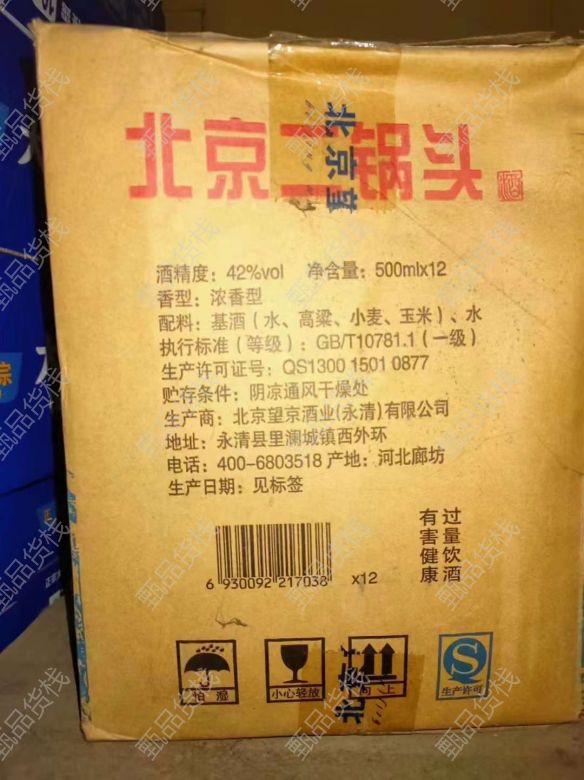 北京二锅头 酒
北京草
酒精度：42%vol 净含量：500mlx12
香型：浓香型
配料：基酒（水、高粱、小麦、玉米）、水
执行标准（等级）：GB/T10781.1（一级）
生产许可证号：QS1300 1501 0877
贮存条件：阴凉通风干燥处
生产商：北京望京酒业(永清)有限公司
地址：永清县里澜城镇西外环
电话：400-6803518 产地：河北廊坊
生产日期：见标签
过量饮酒
有害健康
6 930092 217038 x12
怕 湿
小心轻放
向 上
S
生产许可
北京
甄品货栈